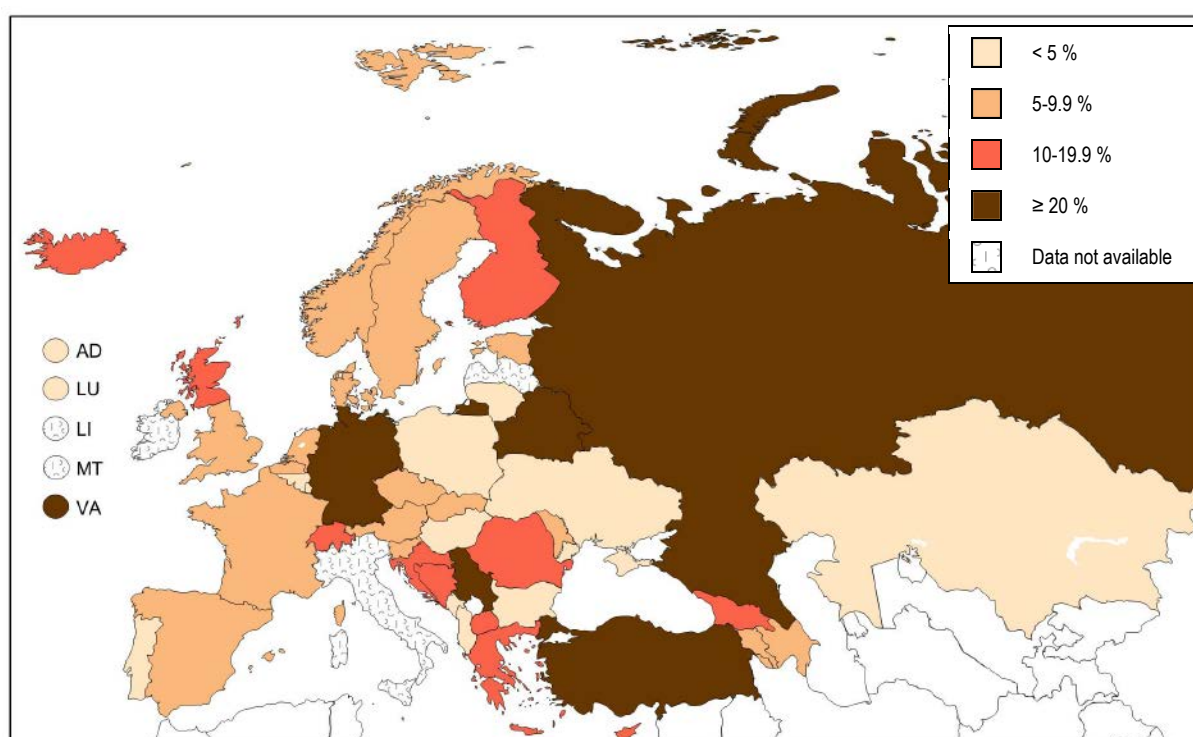 < 5 %
5-9.9 %
10-19.9 %
≥ 20 %
Data not available
AD
LU
LI
MT
VA